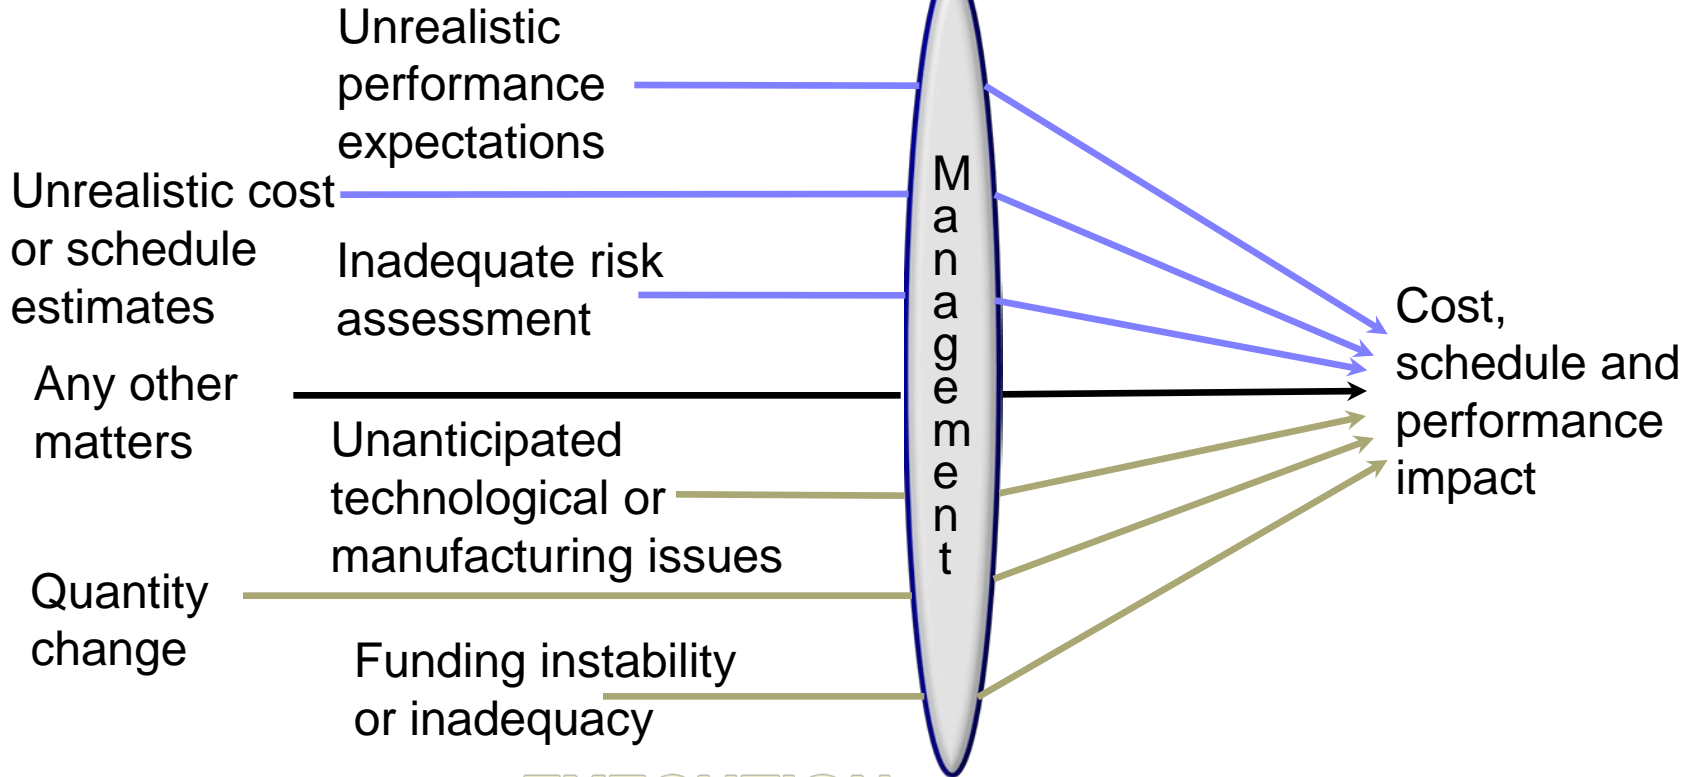 Unrealistic
performance
expectations
Unrealistic cost
or schedule
estimates
Inadequate risk
assessment
Any other
matters
Unanticipated
technological or
manufacturing issues
Quantity
change
Funding instability
or inadequacy
Management
Cost,
schedule and
performance
impact